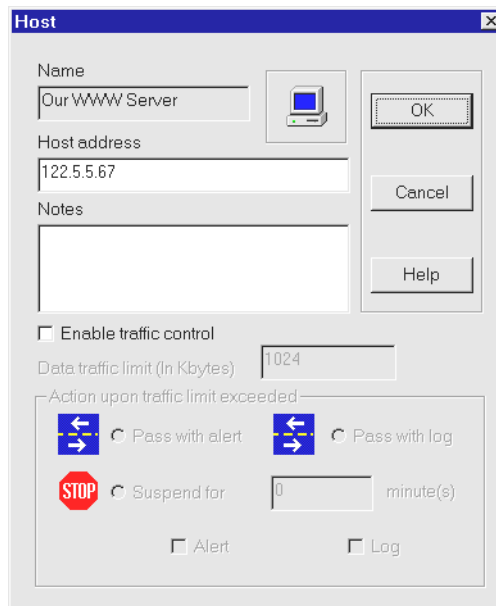 Host
Name
Our WWW Server
OK
Host address
122.5.5.67
Cancel
Notes
Help
Enable traffic control
Data traffic limit (In Kbytes) 1024
Action upon traffic limit exceeded
Pass with alert Pass with log
STOP Suspend for 0 minute(s)
Alert Log